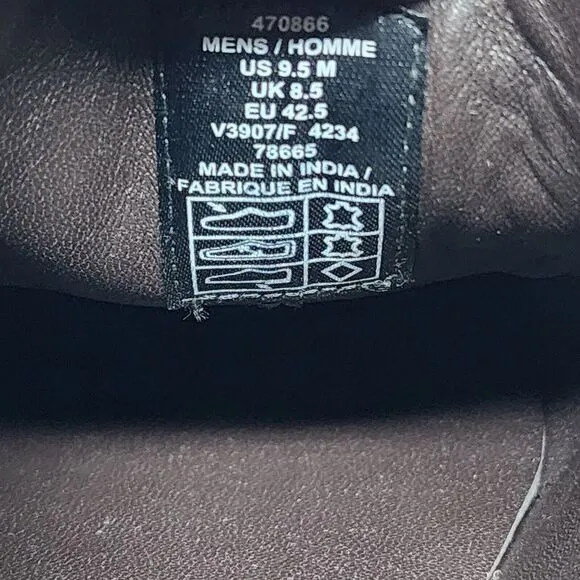 470866
MENS / HOMME
US 9.5 M
UK 8.5
EU 42.5
V3907/F 4234
78665
MADE IN INDIA /
FABRIQUE EN INDIA